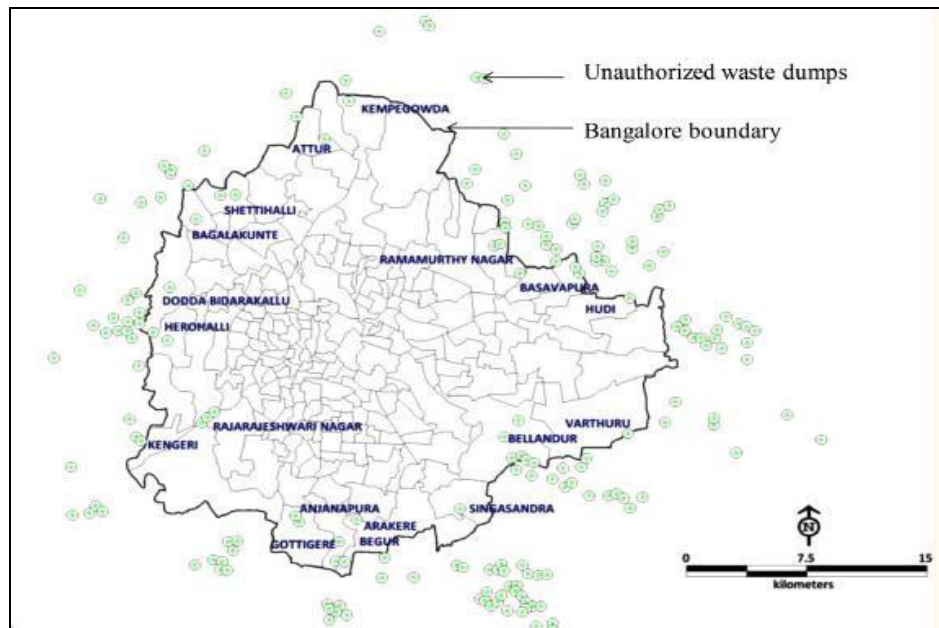 Unauthorized waste dumps
KEMPEGOWDA
Bangalore boundary
ATTUR
SHETTIHALLI
BAGALAKUNTE
RAMAMURTHY NAGAR
BASAVAPURA
DODDA BIDARAKALLU
HUDI
HEROHALLI
RAJARAJESHWARI NAGAR
VARTHURU
KENGERI
BELLANDUR
ANJANAPURA
SINGASANDRA
ARAKERE
GOTTIGERE
BEGUR
N
0 7.5 15
kilometers